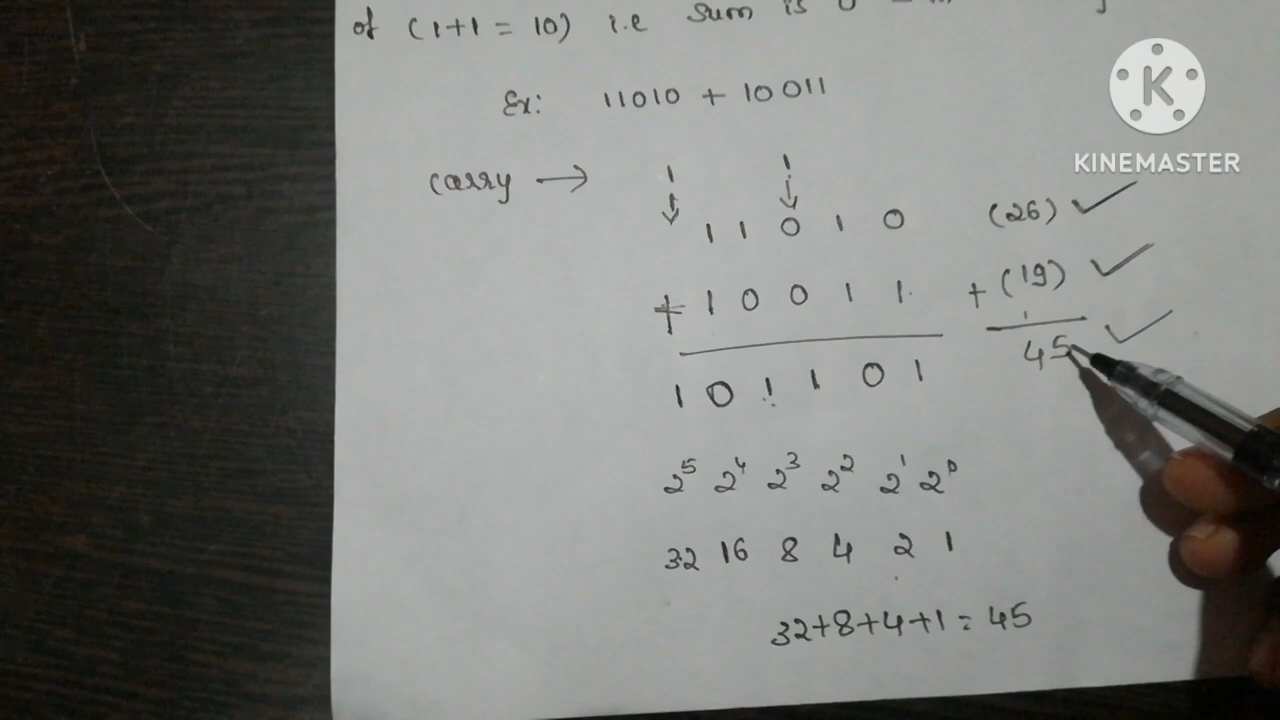 of (1+1 = 10) i.e Sum is 0
Ex: 11010 + 10011
K
KINEMASTER
carry → 1 1
1 1 0 1 0 (26) ✓
+ 1 0 0 1 1 + (19) ✓
1 0 1 1 0 1 45 ✓
2⁵ 2⁴ 2³ 2² 2¹ 2⁰
32 16 8 4 2 1
32+8+4+1 = 45